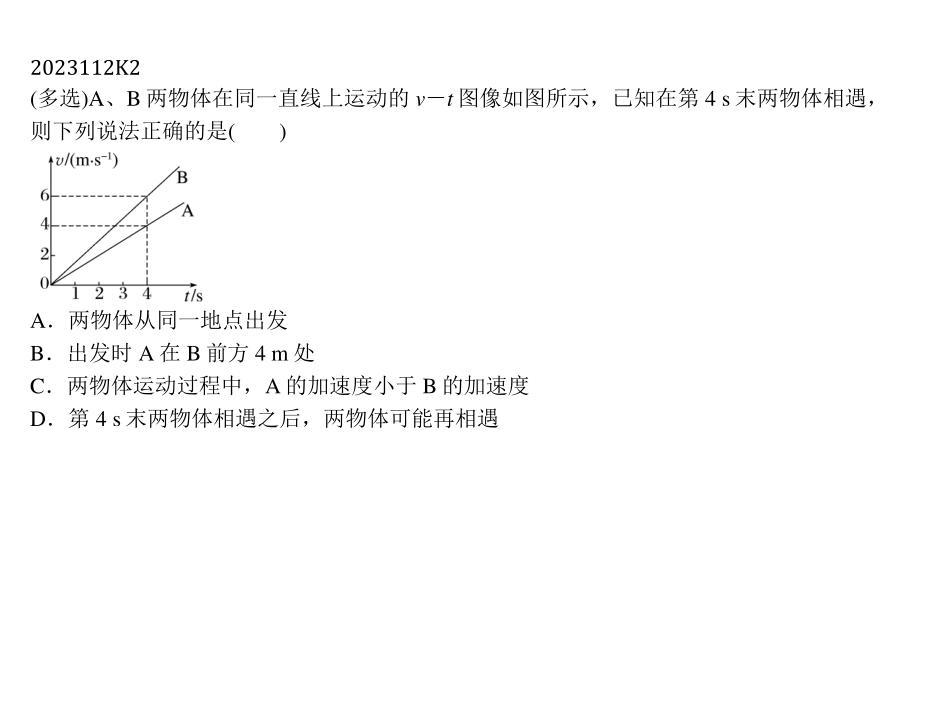 2023112K2
(多选)A、B 两物体在同一直线上运动的 v－t 图像如图所示，已知在第 4 s 末两物体相遇，
则下列说法正确的是(　　)
v/(m·s⁻¹)
B
6
A
4
2
0
1 2 3 4 t/s
A．两物体从同一地点出发
B．出发时 A 在 B 前方 4 m 处
C．两物体运动过程中，A 的加速度小于 B 的加速度
D．第 4 s 末两物体相遇之后，两物体可能再相遇